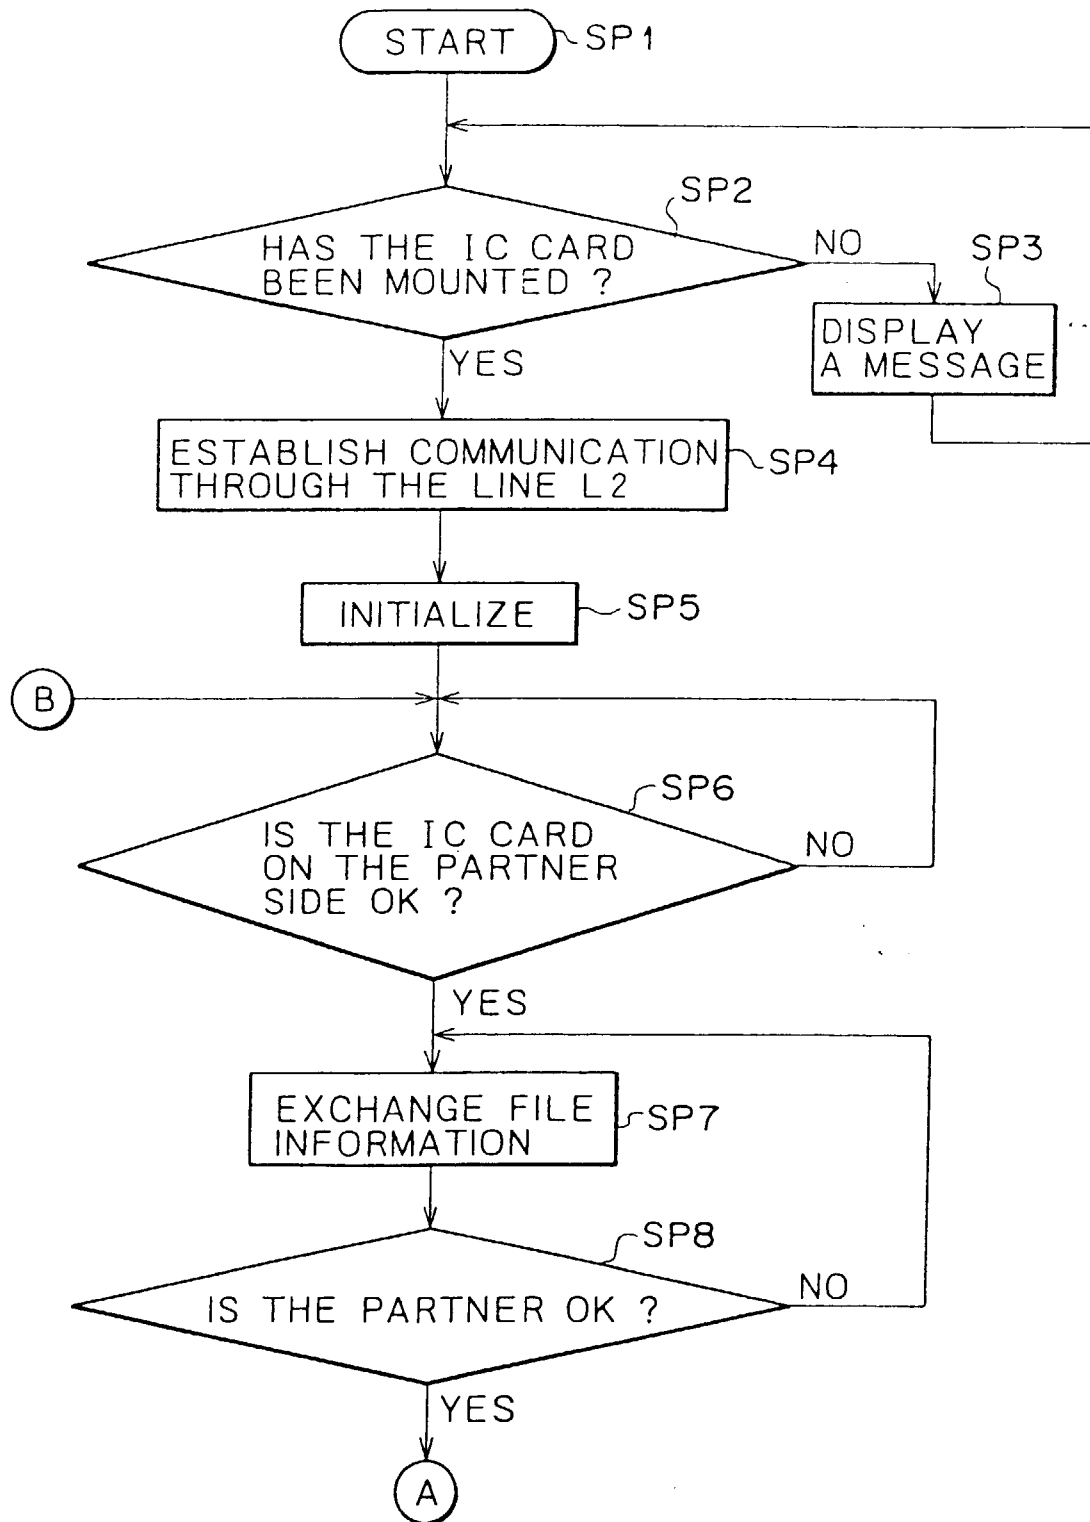 START
SP1
SP2
HAS THE IC CARD
BEEN MOUNTED ?
NO
SP3
DISPLAY
A MESSAGE
YES
ESTABLISH COMMUNICATION
THROUGH THE LINE L2
SP4
INITIALIZE
SP5
B
SP6
IS THE IC CARD
ON THE PARTNER
SIDE OK ?
NO
YES
EXCHANGE FILE
INFORMATION
SP7
SP8
IS THE PARTNER OK ?
NO
YES
A